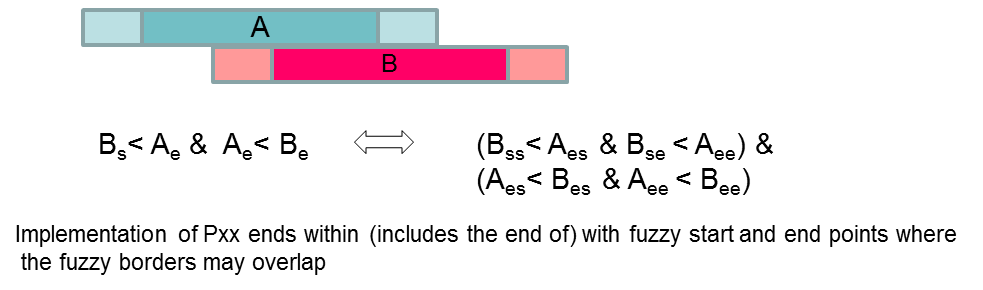 A
B
Bs< Ae & Ae< Be
(Bss< Aes & Bse < Aee) &
(Aes< Bes & Aee < Bee)
Implementation of Pxx ends within (includes the end of) with fuzzy start and end points where
the fuzzy borders may overlap